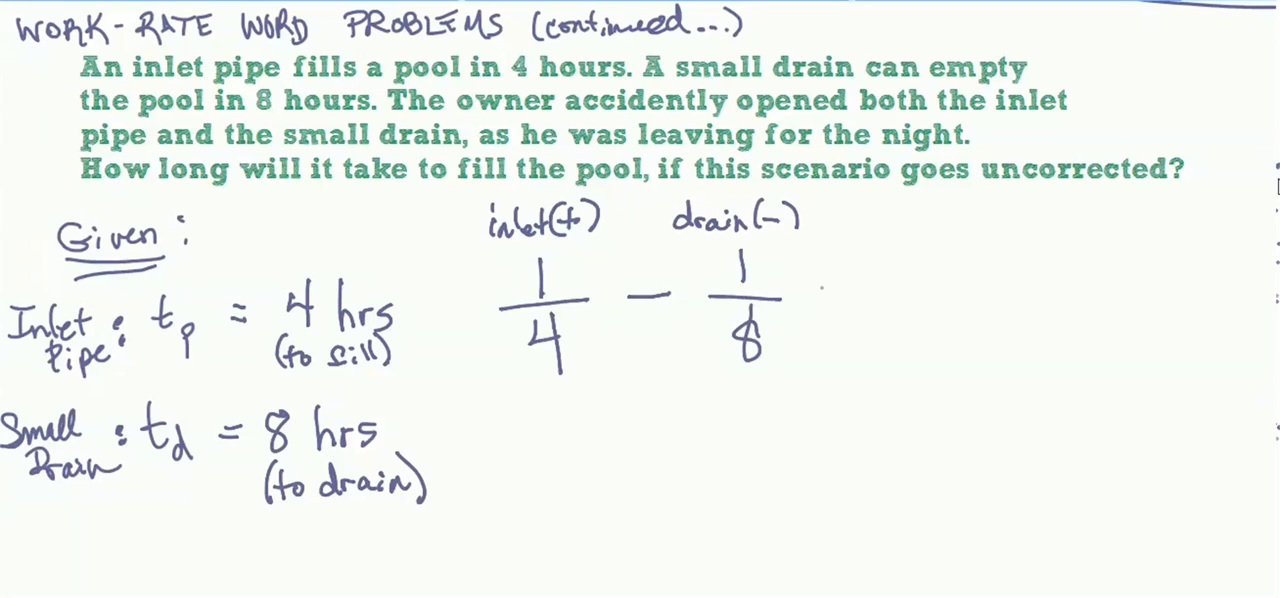 WORK-RATE WORD PROBLEMS (continued...)
An inlet pipe fills a pool in 4 hours. A small drain can empty
the pool in 8 hours. The owner accidently opened both the inlet
pipe and the small drain, as he was leaving for the night.
How long will it take to fill the pool, if this scenario goes uncorrected?
Given:
Inlet Pipe: tp = 4 hrs
(to fill)
Small Drain: td = 8 hrs
(to drain)
inlet(+) drain(-)
1/4 - 1/8